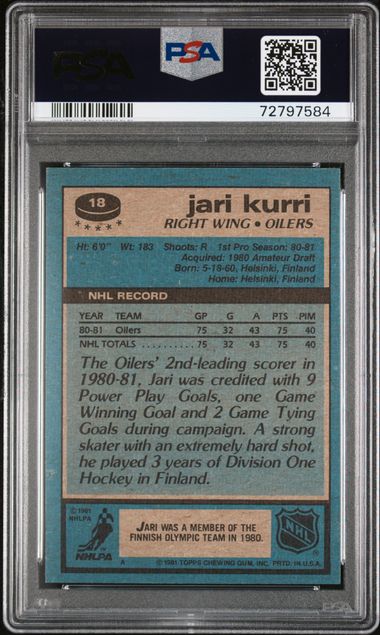 PSA
PSA
72797584
18
jari kurri
RIGHT WING • OILERS
Ht: 6'0" Wt: 183 Shoots: R 1st Pro Season: 80-81
Acquired: 1980 Amateur Draft
Born: 5-18-60, Helsinki, Finland
Home: Helsinki, Finland
NHL RECORD
YEAR TEAM GP G A PTS PIM
80-81 Oilers 75 32 43 75 40
NHL TOTALS .......... 75 32 43 75 40
The Oilers' 2nd-leading scorer in
1980-81, Jari was credited with 9
Power Play Goals, one Game
Winning Goal and 2 Game Tying
Goals during campaign. A strong
skater with an extremely hard shot,
he played 3 years of Division One
Hockey in Finland.
©1981
NHLPA
NHLPA
JARI WAS A MEMBER OF THE
FINNISH OLYMPIC TEAM IN 1980.
NHL
A ©1981 TOPPS CHEWING GUM, INC. PRTD. IN U.S.A.